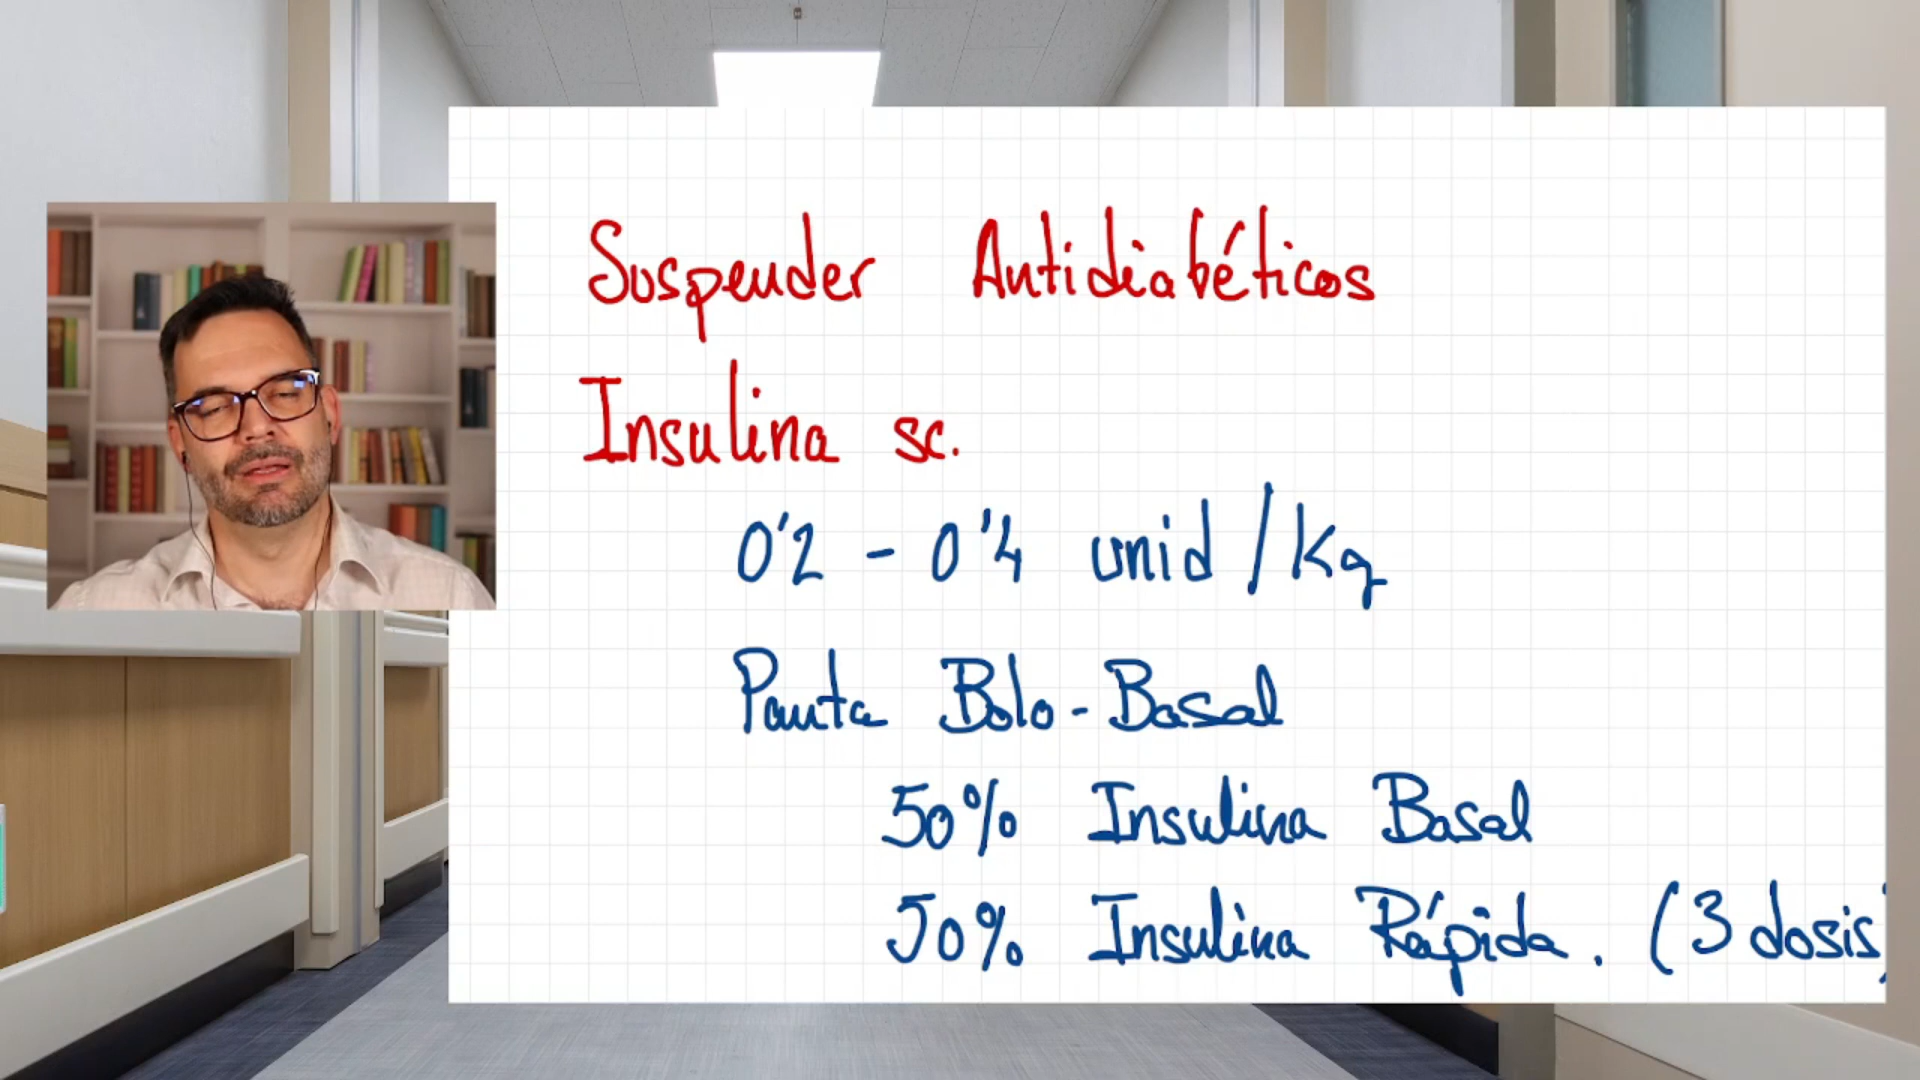 Suspender Antidiabéticos
Insulina sc.
0'2 - 0'4 unid/Kg
Pauta Bolo-Basal
50% Insulina Basal
50% Insulina Rápida. (3 dosis)